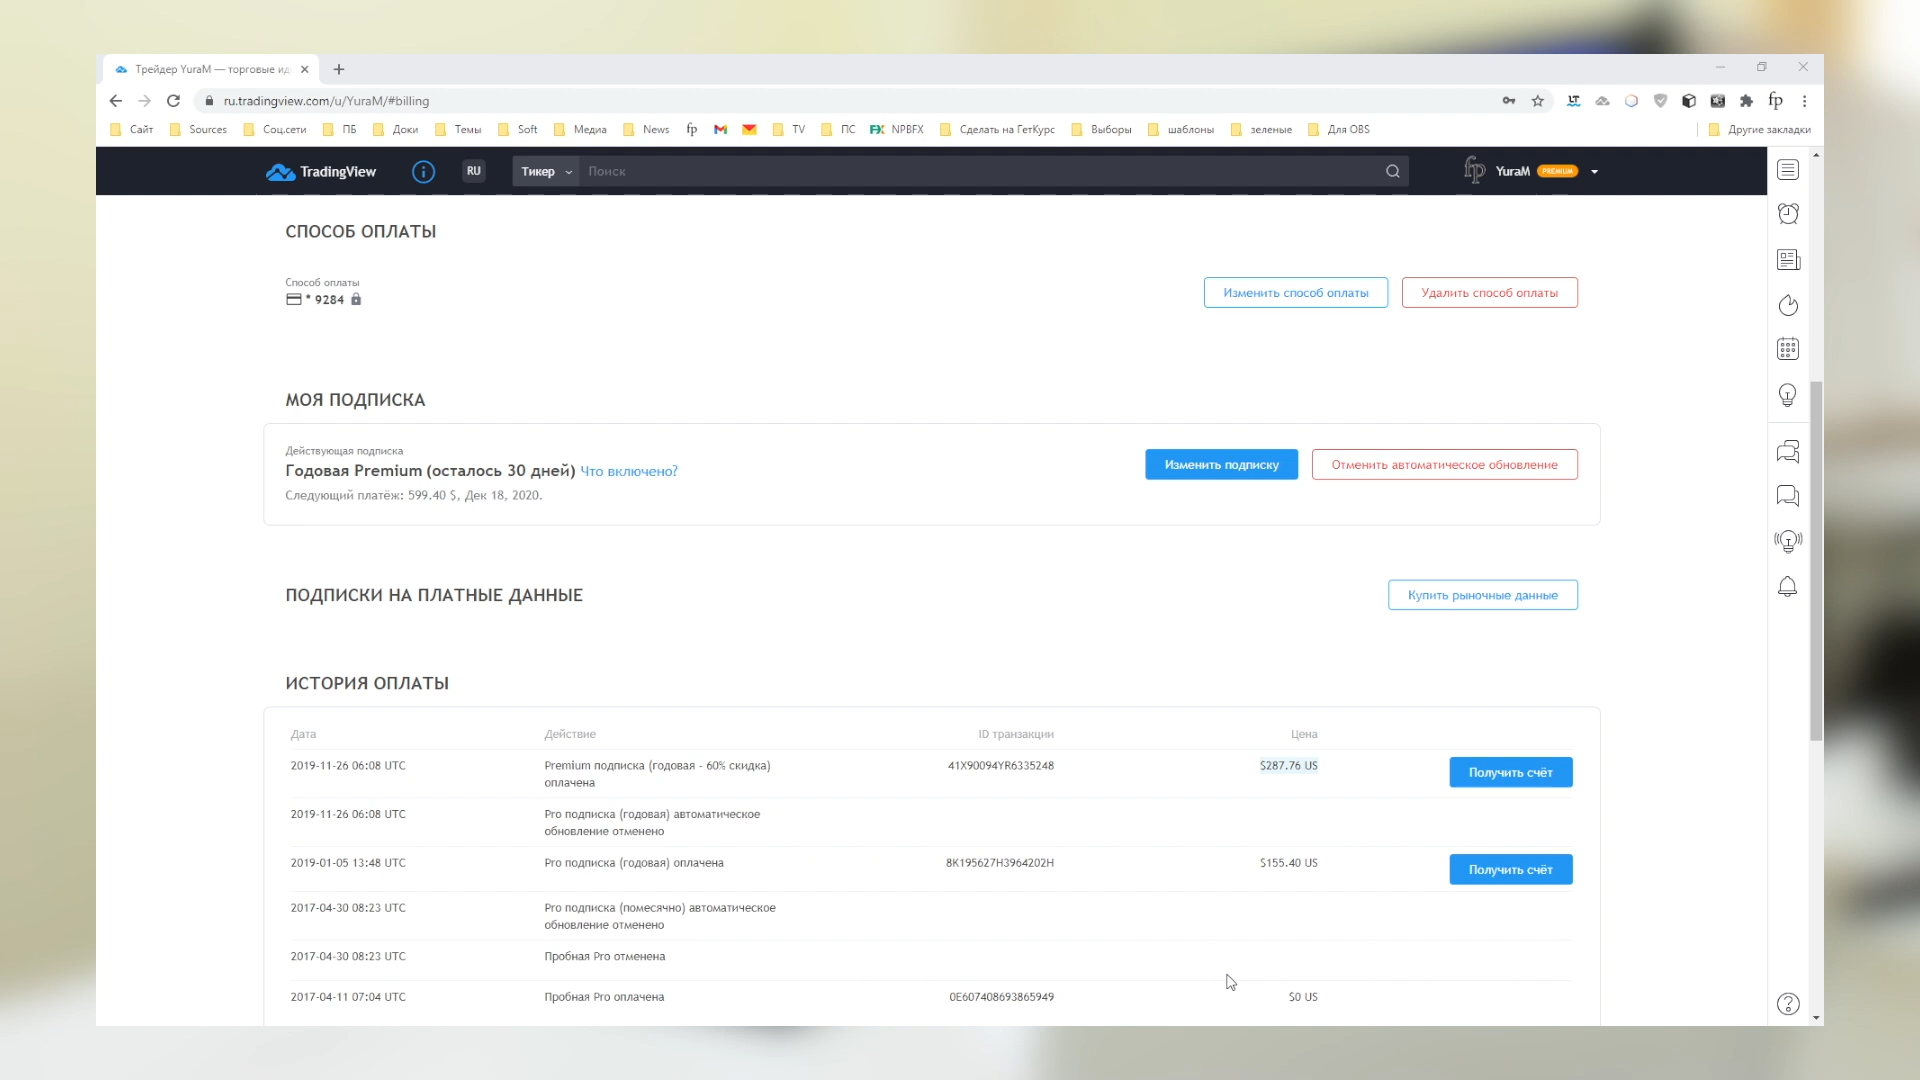 Трейдер YuraM — торговые ид
ru.tradingview.com/u/YuraM/#billing
Сайт Sources Соц.сети ПБ Доки Темы Soft Медиа News fp TV ПС FX NPBFX Сделать на ГетКурс Выборы шаблоны зеленые Для OBS Другие закладки
TradingView RU Тикер Поиск fp YuraM PREMIUM
СПОСОБ ОПЛАТЫ
Способ оплаты
* 9284
Изменить способ оплаты Удалить способ оплаты
МОЯ ПОДПИСКА
Действующая подписка
Годовая Premium (осталось 30 дней) Что включено?
Следующий платёж: 599.40 $, Дек 18, 2020.
Изменить подписку Отменить автоматическое обновление
ПОДПИСКИ НА ПЛАТНЫЕ ДАННЫЕ Купить рыночные данные
ИСТОРИЯ ОПЛАТЫ
Дата Действие ID транзакции Цена
2019-11-26 06:08 UTC Premium подписка (годовая - 60% скидка) 41X90094YR6335248 $287.76 US Получить счёт
оплачена
2019-11-26 06:08 UTC Pro подписка (годовая) автоматическое
обновление отменено
2019-01-05 13:48 UTC Pro подписка (годовая) оплачена 8K195627H3964202H $155.40 US Получить счёт
2017-04-30 08:23 UTC Pro подписка (помесячно) автоматическое
обновление отменено
2017-04-30 08:23 UTC Пробная Pro отменена
2017-04-11 07:04 UTC Пробная Pro оплачена 0E607408693865949 $0 US